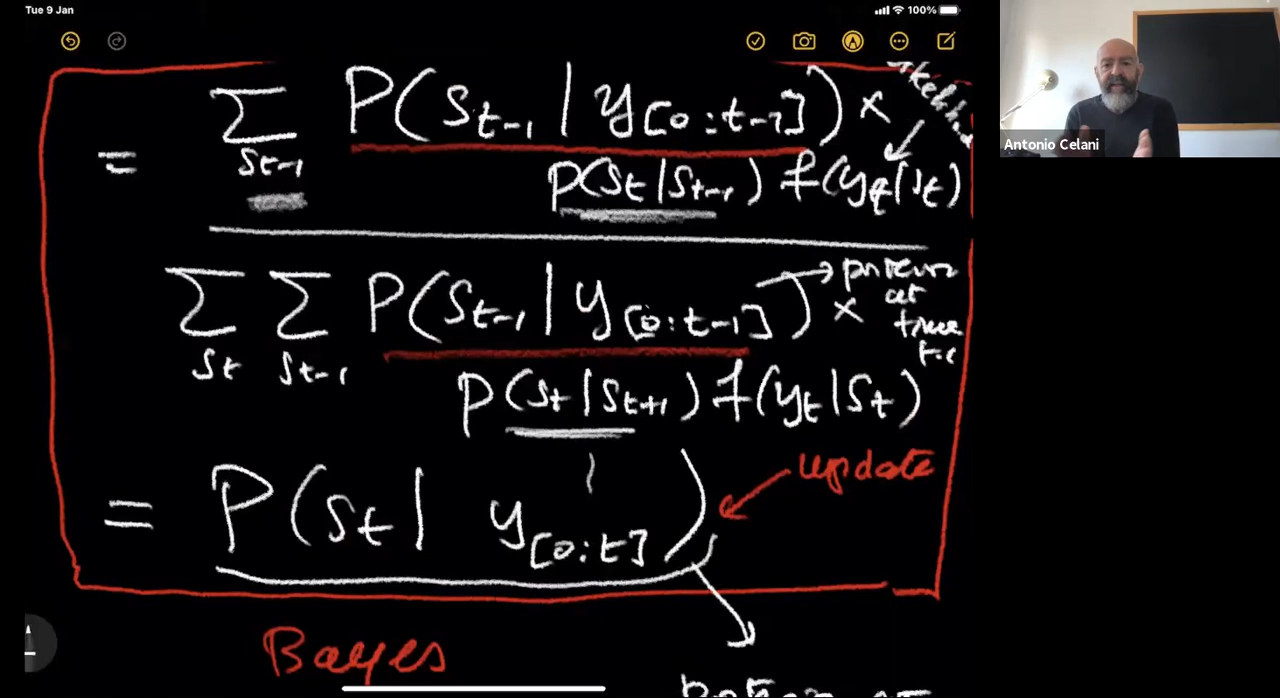 Tue 9 Jan
100%
Antonio Celani
= Σ P(St-1 | y[0:t-1]) ×
St-1
p(St|St-1) f(yt|St)
Σ Σ P(St-1 | y[0:t-1]) ×
St St-1
at
p(St|St+1) f(yt|St)
update
= P(St | y[0:t])
Bayes